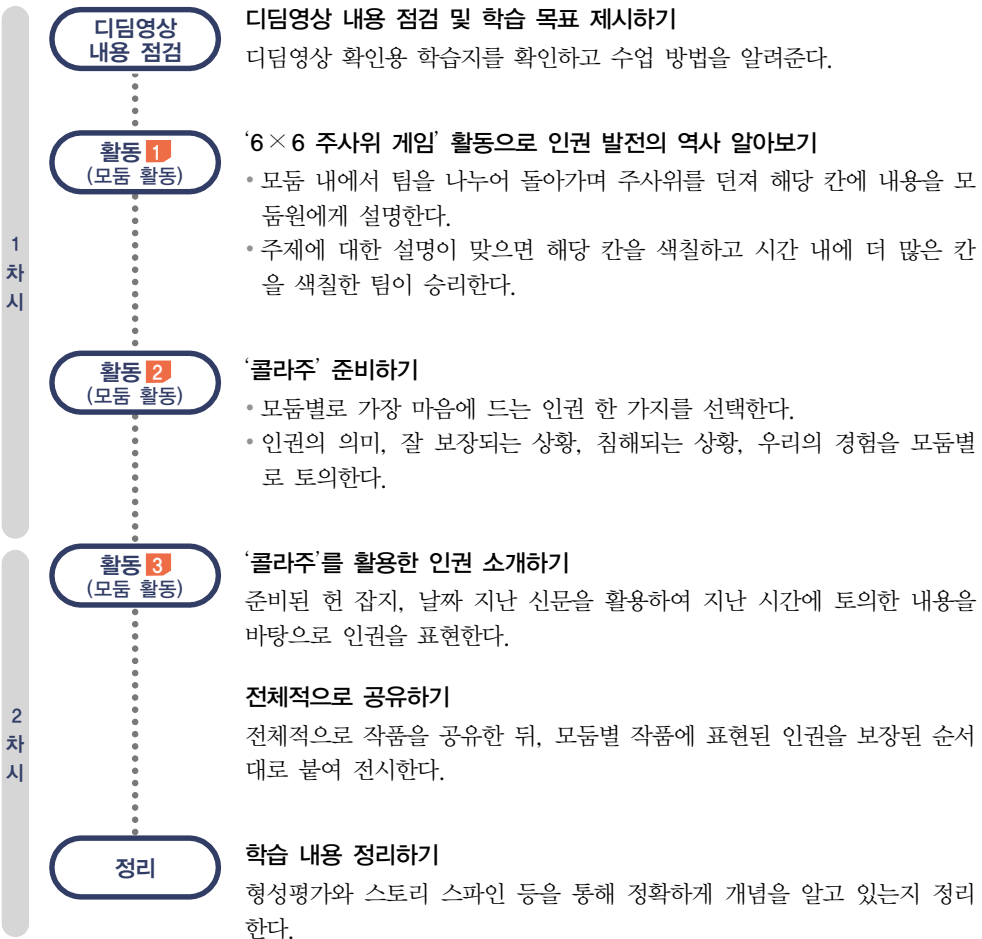 1
차
시
디딤영상
내용 점검
디딤영상 내용 점검 및 학습 목표 제시하기
디딤영상 확인용 학습지를 확인하고 수업 방법을 알려준다.
활동 1
(모둠 활동)
‘6×6 주사위 게임’ 활동으로 인권 발전의 역사 알아보기
• 모둠 내에서 팀을 나누어 돌아가며 주사위를 던져 해당 칸에 내용을 모
둠원에게 설명한다.
• 주제에 대한 설명이 맞으면 해당 칸을 색칠하고 시간 내에 더 많은 칸
을 색칠한 팀이 승리한다.
활동 2
(모둠 활동)
‘콜라주’ 준비하기
• 모둠별로 가장 마음에 드는 인권 한 가지를 선택한다.
• 인권의 의미, 잘 보장되는 상황, 침해되는 상황, 우리의 경험을 모둠별
로 토의한다.
2
차
시
활동 3
(모둠 활동)
‘콜라주’를 활용한 인권 소개하기
준비된 헌 잡지, 날짜 지난 신문을 활용하여 지난 시간에 토의한 내용을
바탕으로 인권을 표현한다.
전체적으로 공유하기
전체적으로 작품을 공유한 뒤, 모둠별 작품에 표현된 인권을 보장된 순서
대로 붙여 전시한다.
정리
학습 내용 정리하기
형성평가와 스토리 스파인 등을 통해 정확하게 개념을 알고 있는지 정리
한다.